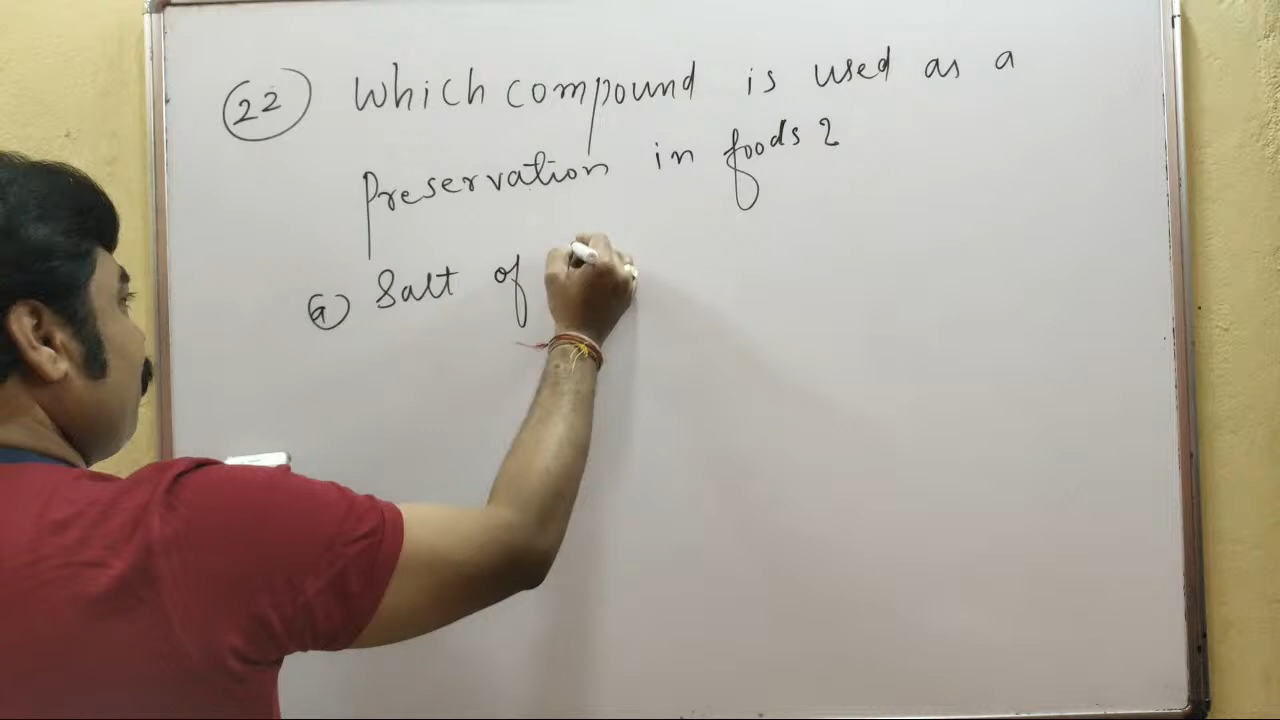 22 Which compound is used as a
Preservation in foods ?
a Salt of